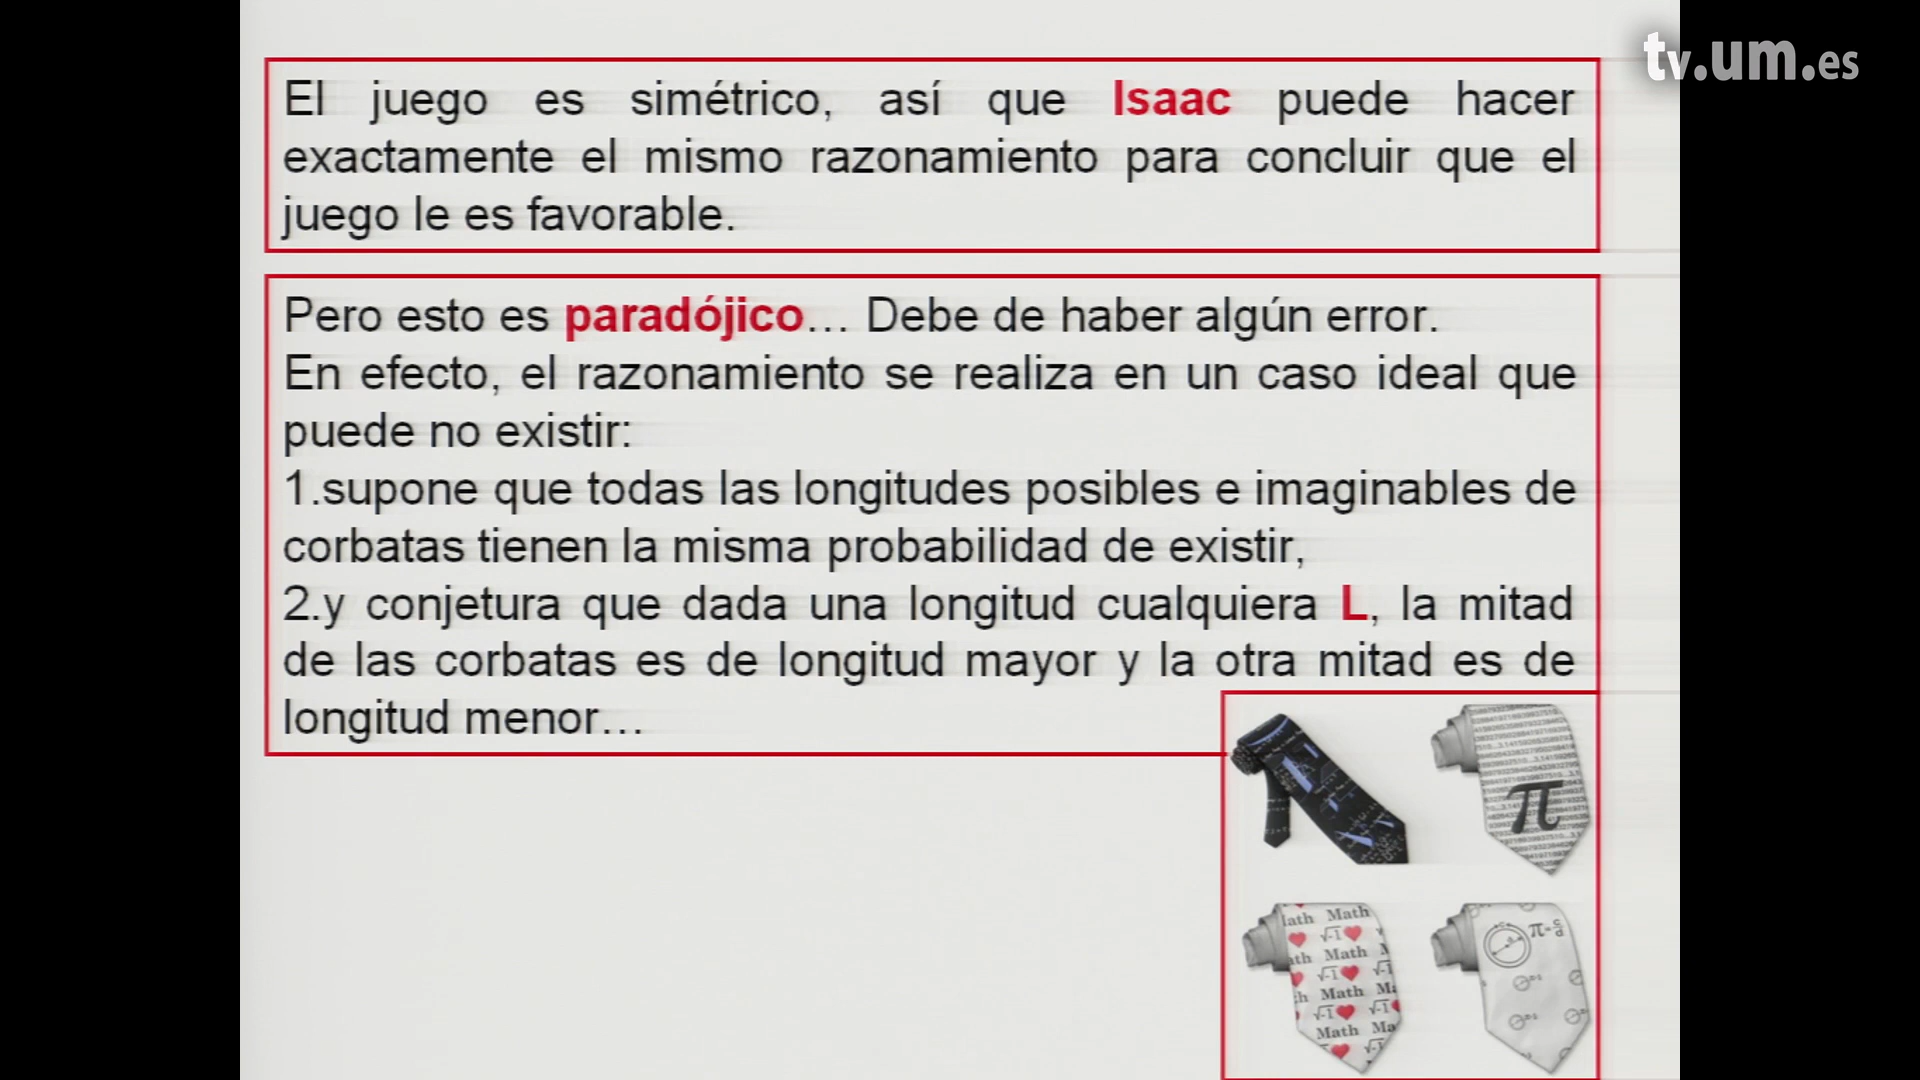 tv.um.es
El juego es simétrico, así que Isaac puede hacer
exactamente el mismo razonamiento para concluir que el
juego le es favorable.
Pero esto es paradójico... Debe de haber algún error.
En efecto, el razonamiento se realiza en un caso ideal que
puede no existir:
1.supone que todas las longitudes posibles e imaginables de
corbatas tienen la misma probabilidad de existir,
2.y conjetura que dada una longitud cualquiera L, la mitad
de las corbatas es de longitud mayor y la otra mitad es de
longitud menor...
π
Math
Math
Math
Math
π=c/d